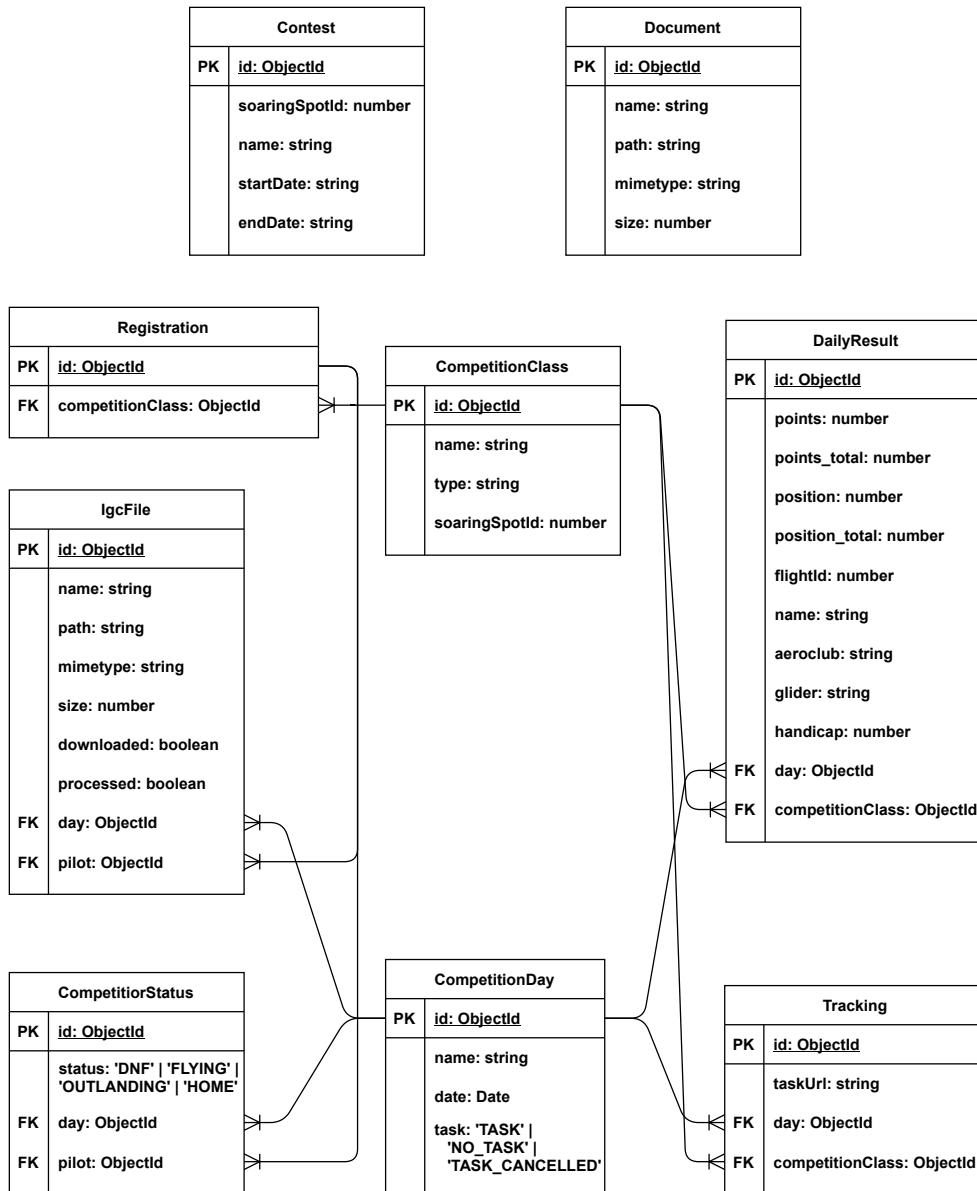 Contest
PK id: ObjectId
soaringSpotId: number
name: string
startDate: string
endDate: string
Document
PK id: ObjectId
name: string
path: string
mimetype: string
size: number
Registration
PK id: ObjectId
FK competitionClass: ObjectId
CompetitionClass
PK id: ObjectId
name: string
type: string
soaringSpotId: number
DailyResult
PK id: ObjectId
points: number
points_total: number
position: number
position_total: number
flightId: number
name: string
aeroclub: string
glider: string
handicap: number
FK day: ObjectId
FK competitionClass: ObjectId
IgcFile
PK id: ObjectId
name: string
path: string
mimetype: string
size: number
downloaded: boolean
processed: boolean
FK day: ObjectId
FK pilot: ObjectId
CompetitiorStatus
PK id: ObjectId
status: 'DNF' | 'FLYING' |
'OUTLANDING' | 'HOME'
FK day: ObjectId
FK pilot: ObjectId
CompetitionDay
PK id: ObjectId
name: string
date: Date
task: 'TASK' |
'NO_TASK' |
'TASK_CANCELLED'
Tracking
PK id: ObjectId
taskUrl: string
FK day: ObjectId
FK competitionClass: ObjectId